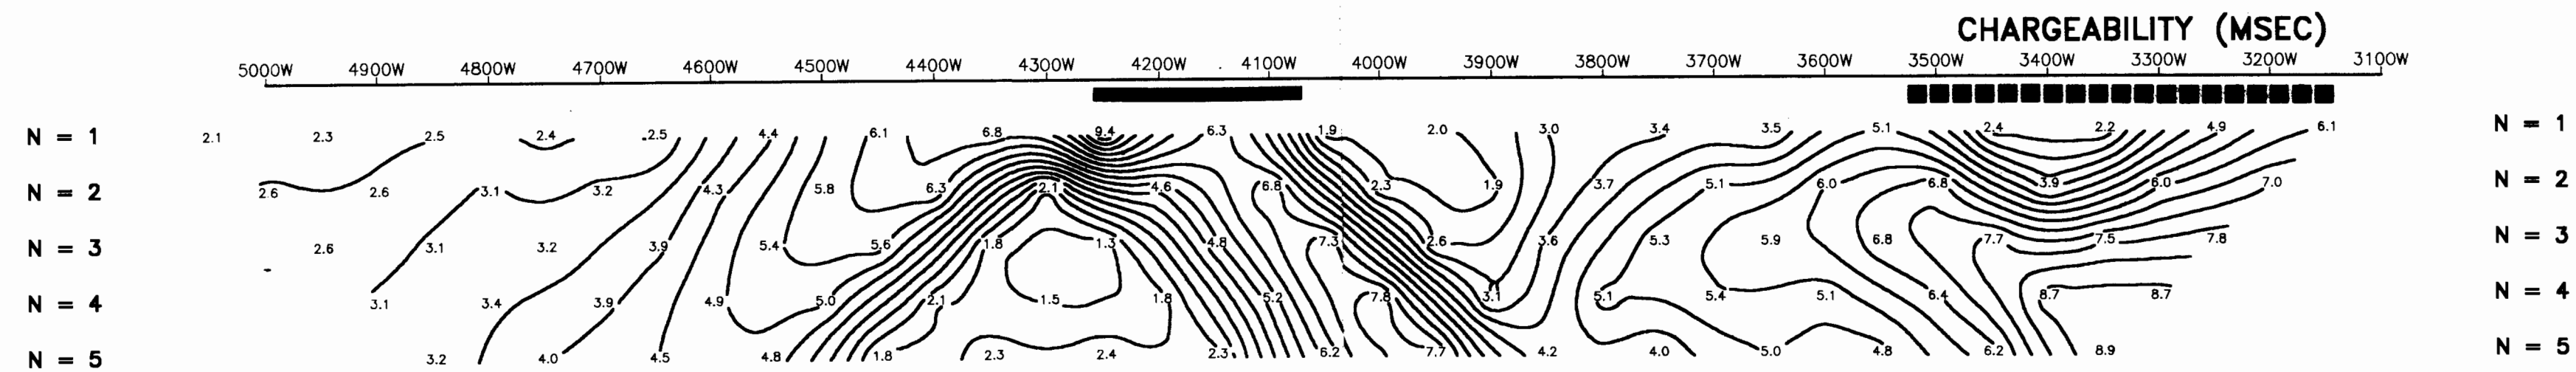 CHARGEABILITY (MSEC)
5000W 4900W 4800W 4700W 4600W 4500W 4400W 4300W 4200W 4100W 4000W 3900W 3800W 3700W 3600W 3500W 3400W 3300W 3200W 3100W
N = 1 2.1 2.3 2.5 2.4 2.5 4.4 6.1 6.8 9.4 6.3 1.9 2.0 3.0 3.4 3.5 5.1 2.4 2.2 4.9 6.1 N = 1
N = 2 2.6 2.6 3.1 3.2 4.3 5.8 6.3 2.1 4.6 6.8 2.3 1.9 3.7 5.1 6.0 6.8 3.9 6.0 7.0 N = 2
N = 3 2.6 3.1 3.2 3.9 5.4 5.6 1.8 1.3 4.8 7.3 2.6 3.6 5.3 5.9 6.8 7.7 7.5 7.8 N = 3
N = 4 3.1 3.4 3.9 4.9 5.0 2.1 1.5 1.8 5.2 7.8 3.1 5.1 5.4 5.1 6.4 8.7 8.7 N = 4
N = 5 3.2 4.0 4.5 4.8 1.8 2.3 2.4 2.3 6.2 7.7 4.2 4.0 5.0 4.8 6.2 8.9 N = 5